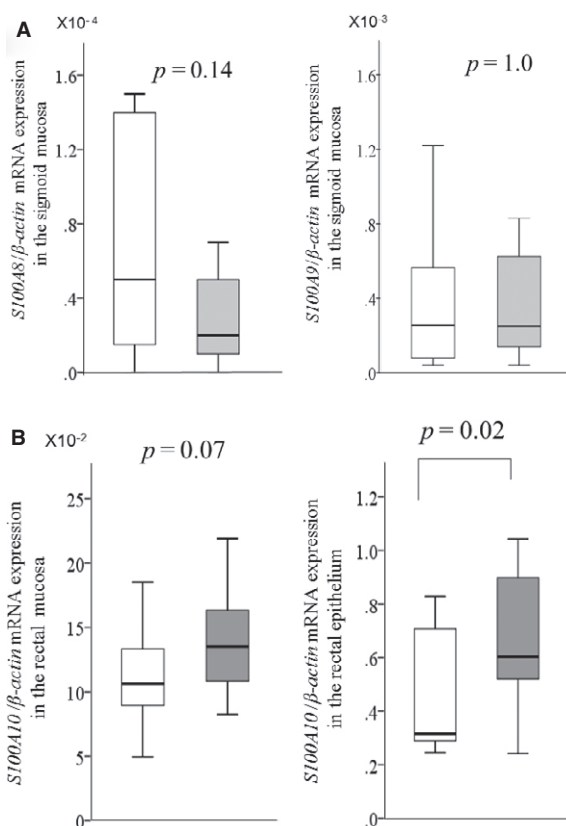 A
X10⁻⁴
p = 0.14
S100A8/β-actin mRNA expression
in the sigmoid mucosa
1.6
1.2
.8
.4
.0
X10⁻³
p = 1.0
S100A9/β-actin mRNA expression
in the sigmoid mucosa
1.6
1.2
.8
.4
.0
B
X10⁻²
p = 0.07
S100A10/β-actin mRNA expression
in the rectal mucosa
25
20
15
10
5
0
p = 0.02
S100A10/β-actin mRNA expression
in the rectal epithelium
1.2
1.0
.8
.6
.4
.2
.0